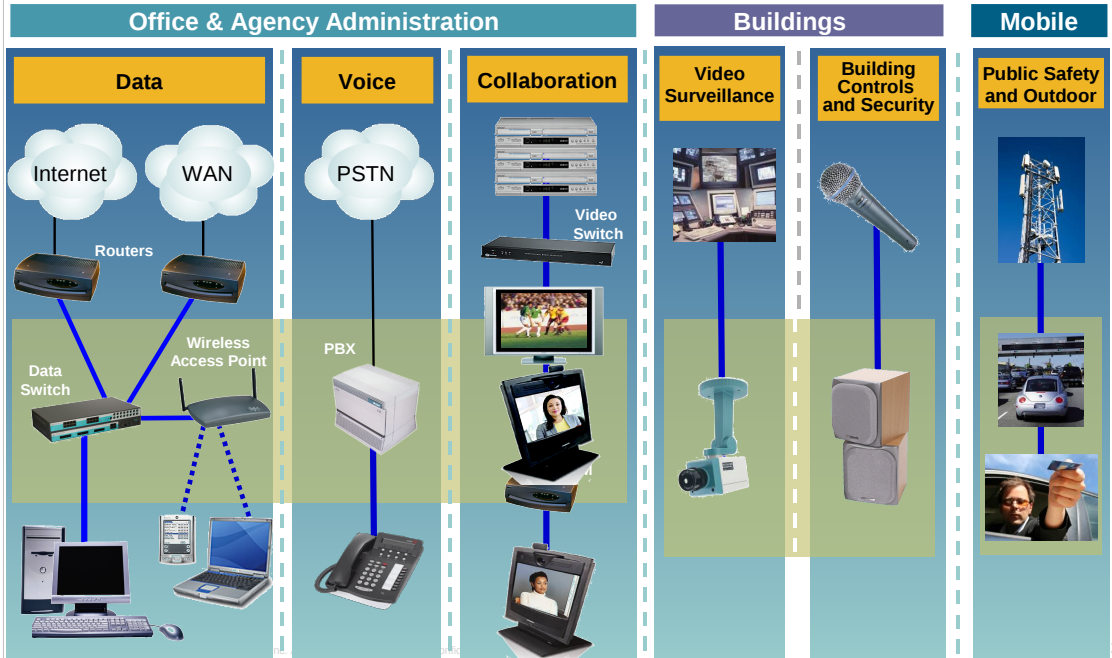 Office & Agency Administration
Buildings
Mobile
Data
Voice
Collaboration
Video
Surveillance
Building
Controls
and Security
Public Safety
and Outdoor
Internet
WAN
PSTN
Routers
Video
Switch
Wireless
Access Point
PBX
Data
Switch